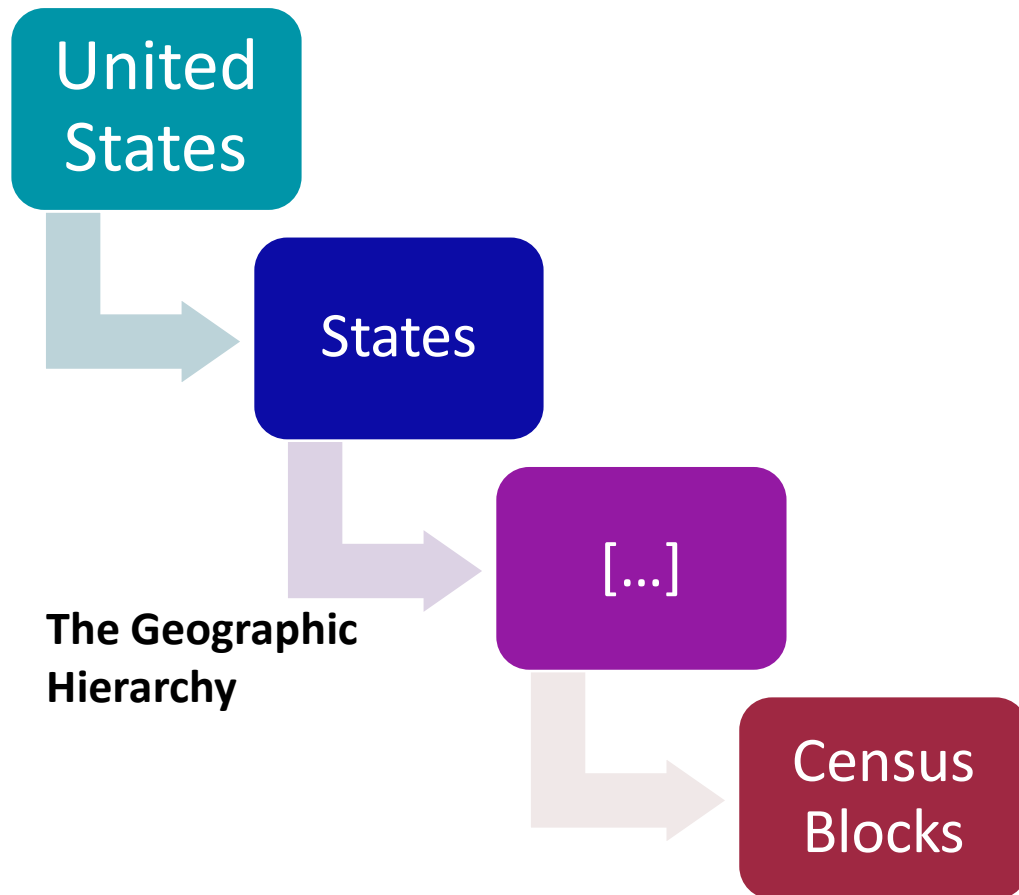 United
States
States
[...]
The Geographic
Hierarchy
Census
Blocks